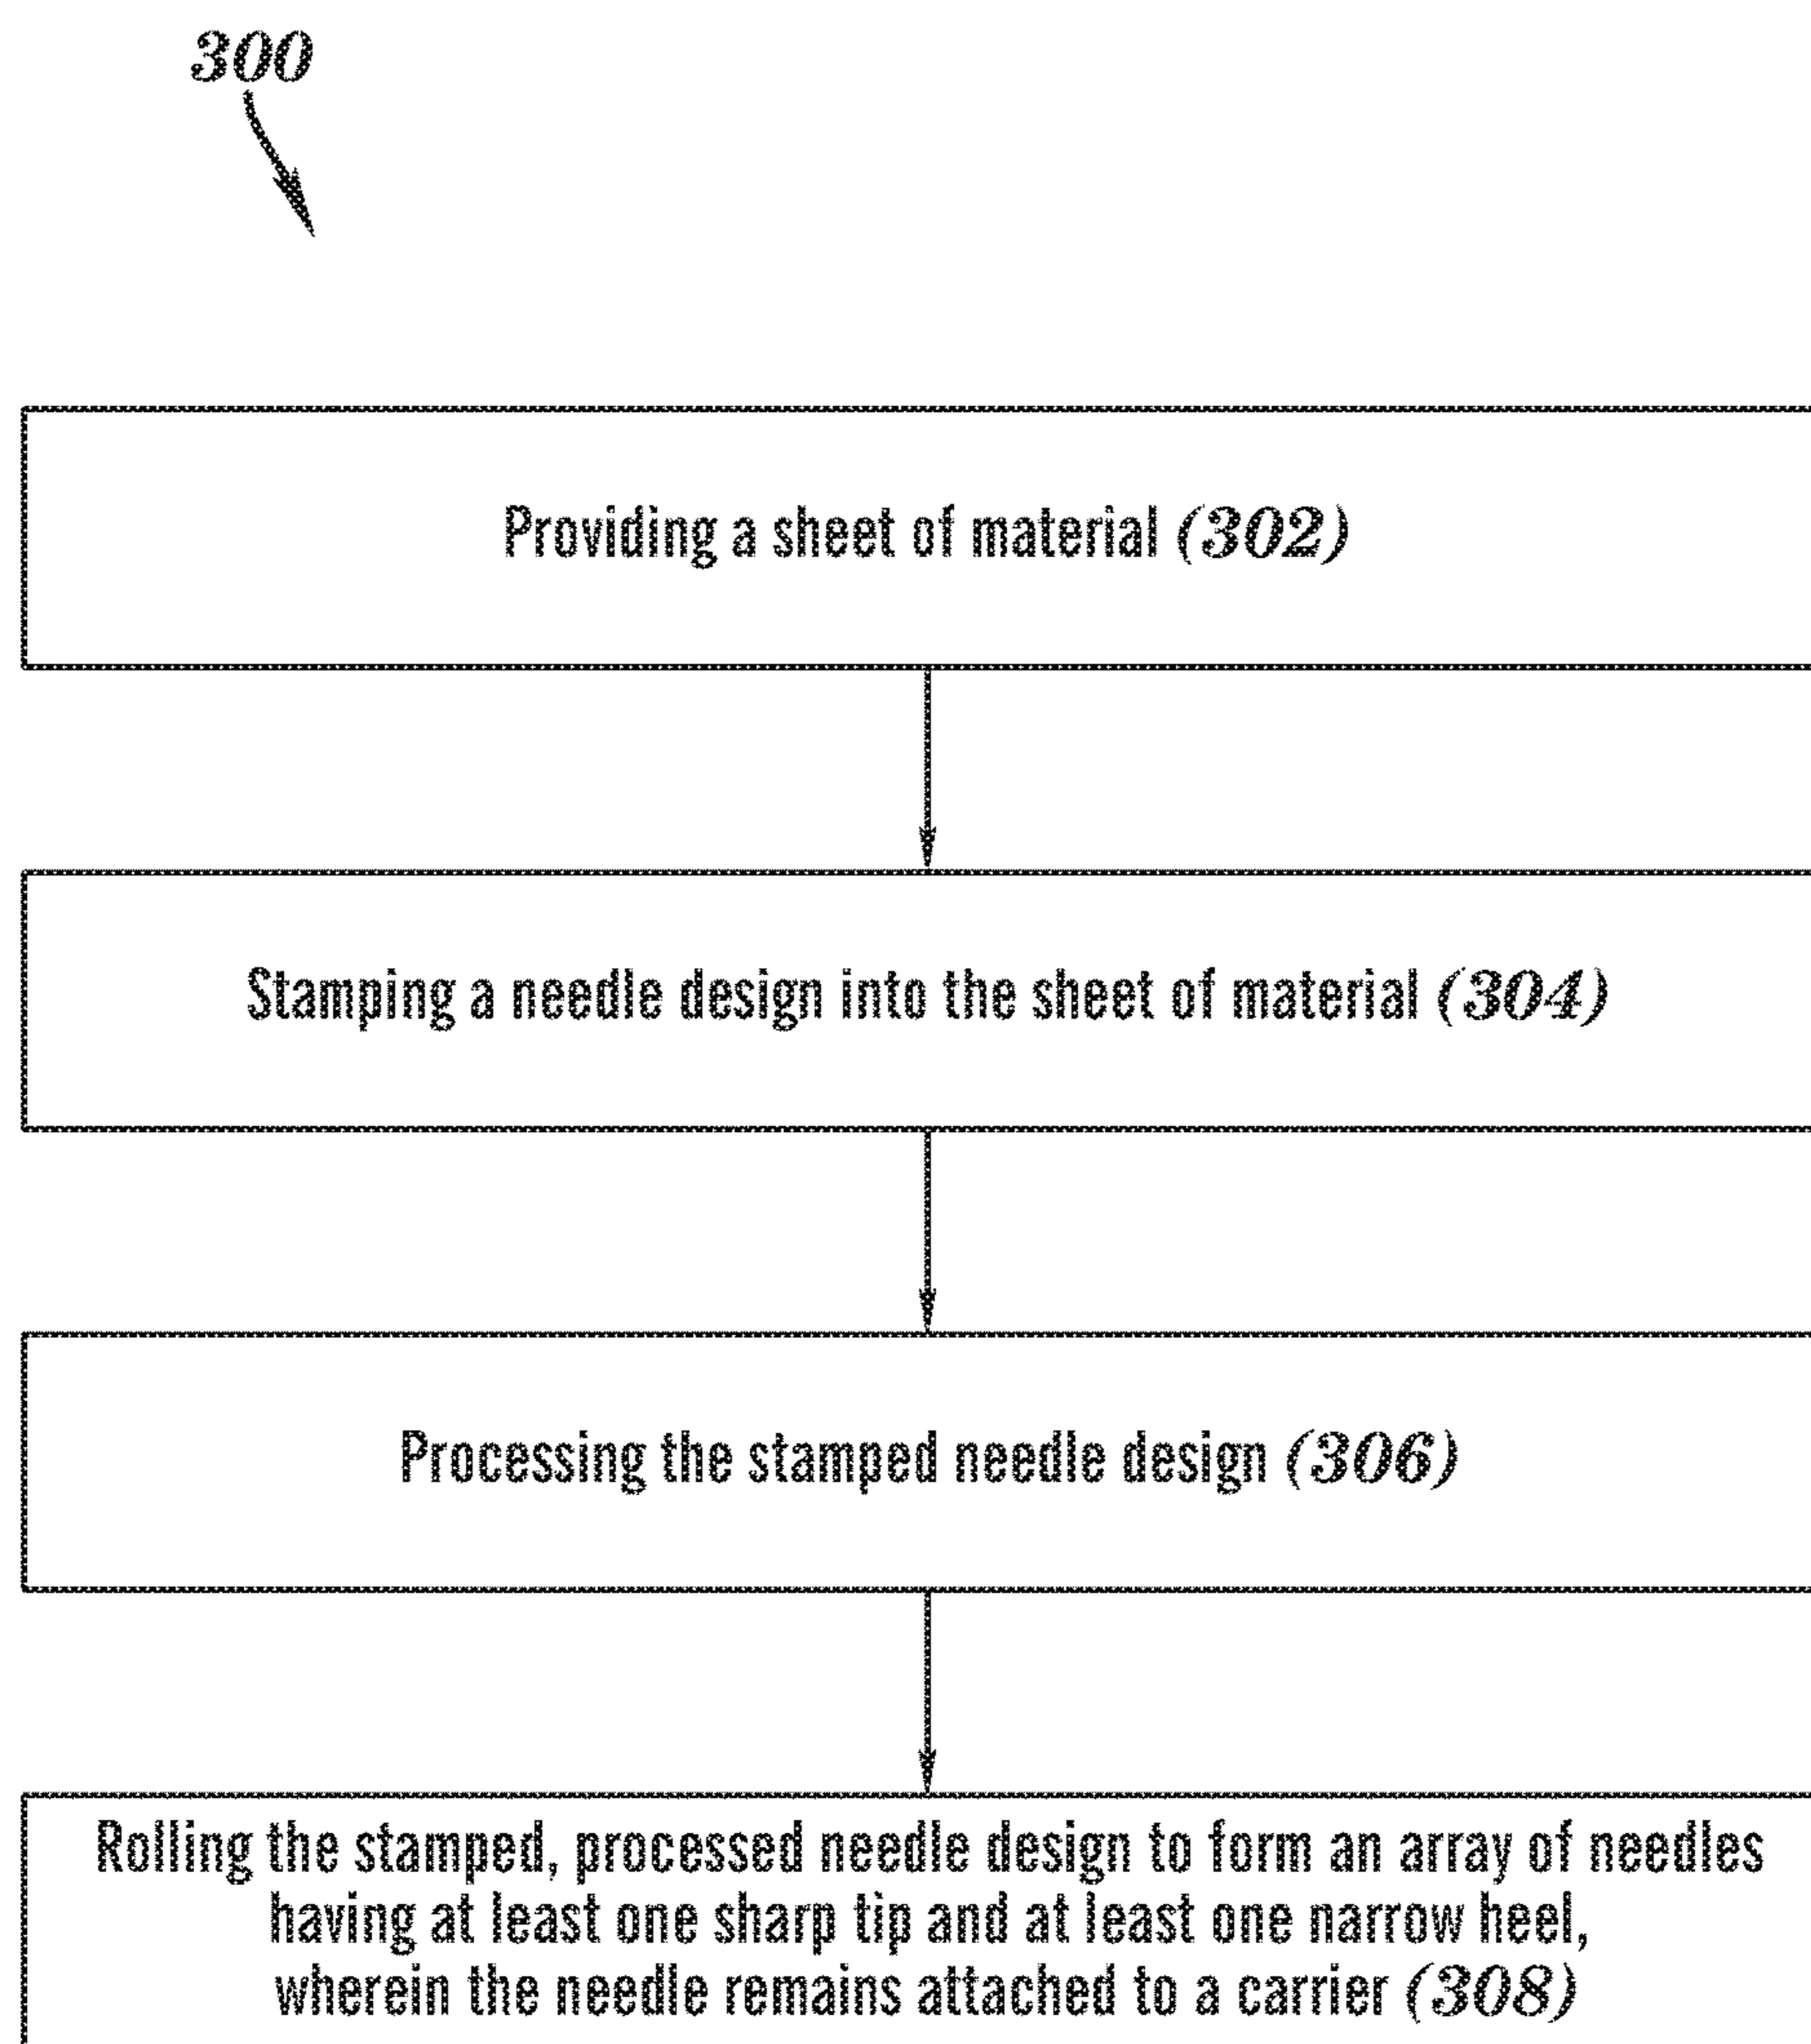 300
Providing a sheet of material (302)
Stamping a needle design into the sheet of material (304)
Processing the stamped needle design (306)
Rolling the stamped, processed needle design to form an array of needles
having at least one sharp tip and at least one narrow heel,
wherein the needle remains attached to a carrier (308)